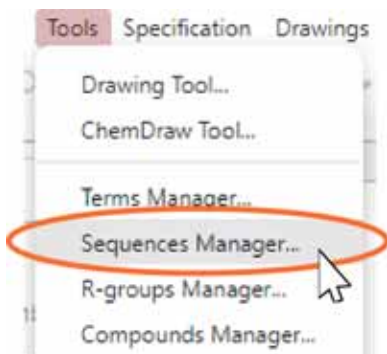 Tools Specification Drawings
Drawing Tool...
ChemDraw Tool...
Terms Manager...
Sequences Manager...
R-groups Manager...
Compounds Manager...